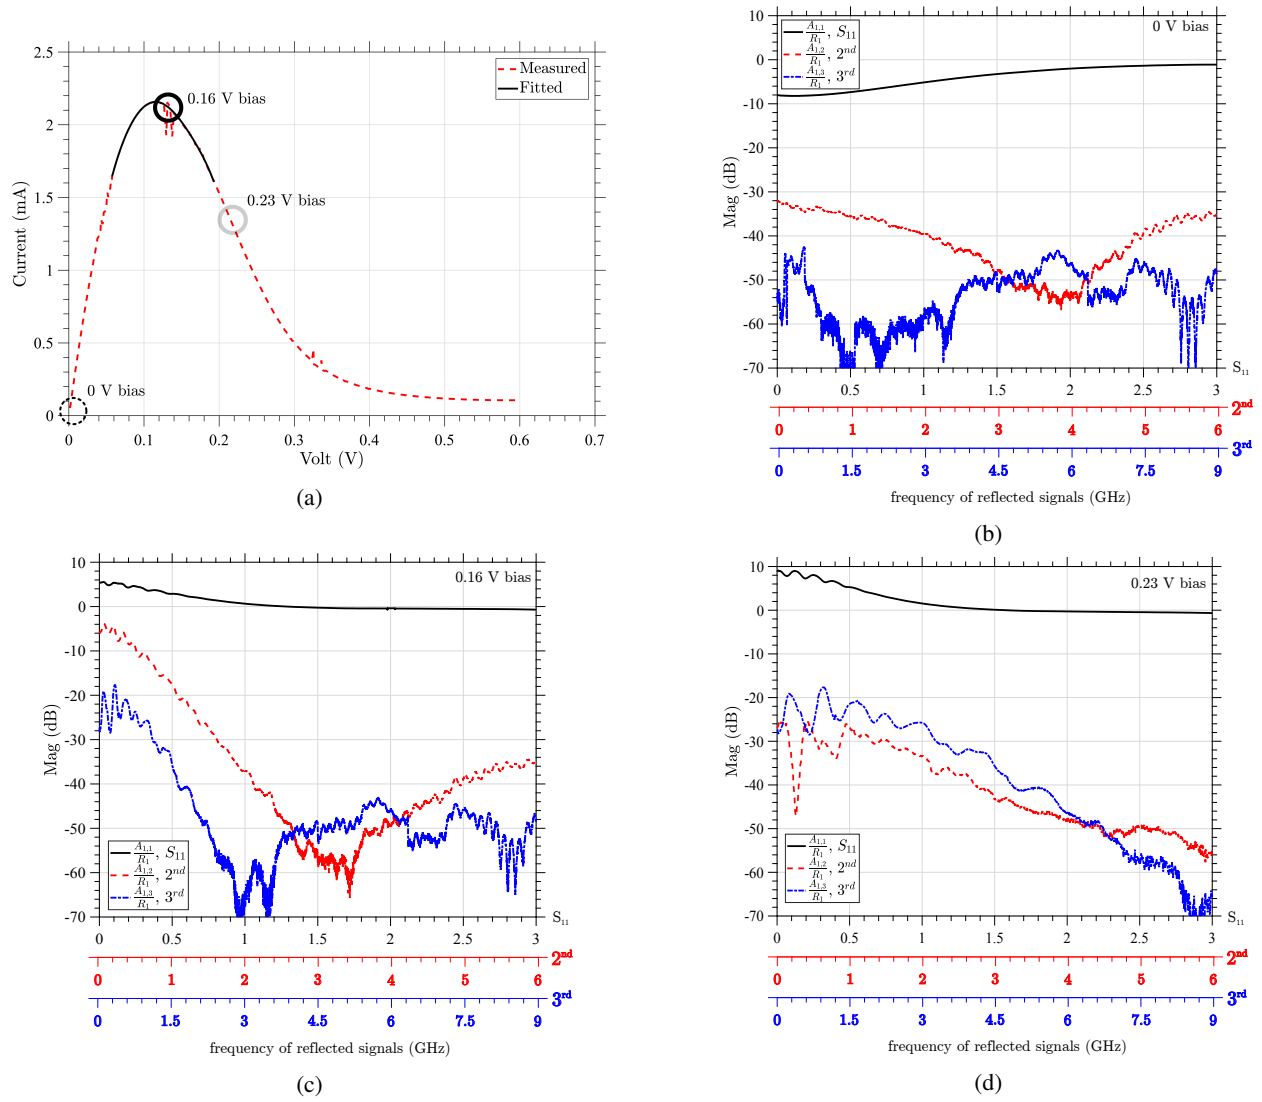 2.5
2
1.5
1
0.5
0
0 0.1 0.2 0.3 0.4 0.5 0.6 0.7
Current (mA)
Volt (V)
Measured
Fitted
0.16 V bias
0.23 V bias
0 V bias
(a)
10
0
-10
-20
-30
-40
-50
-60
-70
Mag (dB)
A1,1/R1, S11
A1,2/R1, 2nd
A1,3/R1, 3rd
0 V bias
0 0.5 1 1.5 2 2.5 3
S11
0 1 2 3 4 5 6
2nd
0 1.5 3 4.5 6 7.5 9
3rd
frequency of reflected signals (GHz)
(b)
10
0
-10
-20
-30
-40
-50
-60
-70
Mag (dB)
0.16 V bias
A1,1/R1, S11
A1,2/R1, 2nd
A1,3/R1, 3rd
0 0.5 1 1.5 2 2.5 3
S11
0 1 2 3 4 5 6
2nd
0 1.5 3 4.5 6 7.5 9
3rd
frequency of reflected signals (GHz)
(c)
10
0
-10
-20
-30
-40
-50
-60
-70
Mag (dB)
0.23 V bias
A1,1/R1, S11
A1,2/R1, 2nd
A1,3/R1, 3rd
0 0.5 1 1.5 2 2.5 3
S11
0 1 2 3 4 5 6
2nd
0 1.5 3 4.5 6 7.5 9
3rd
frequency of reflected signals (GHz)
(d)